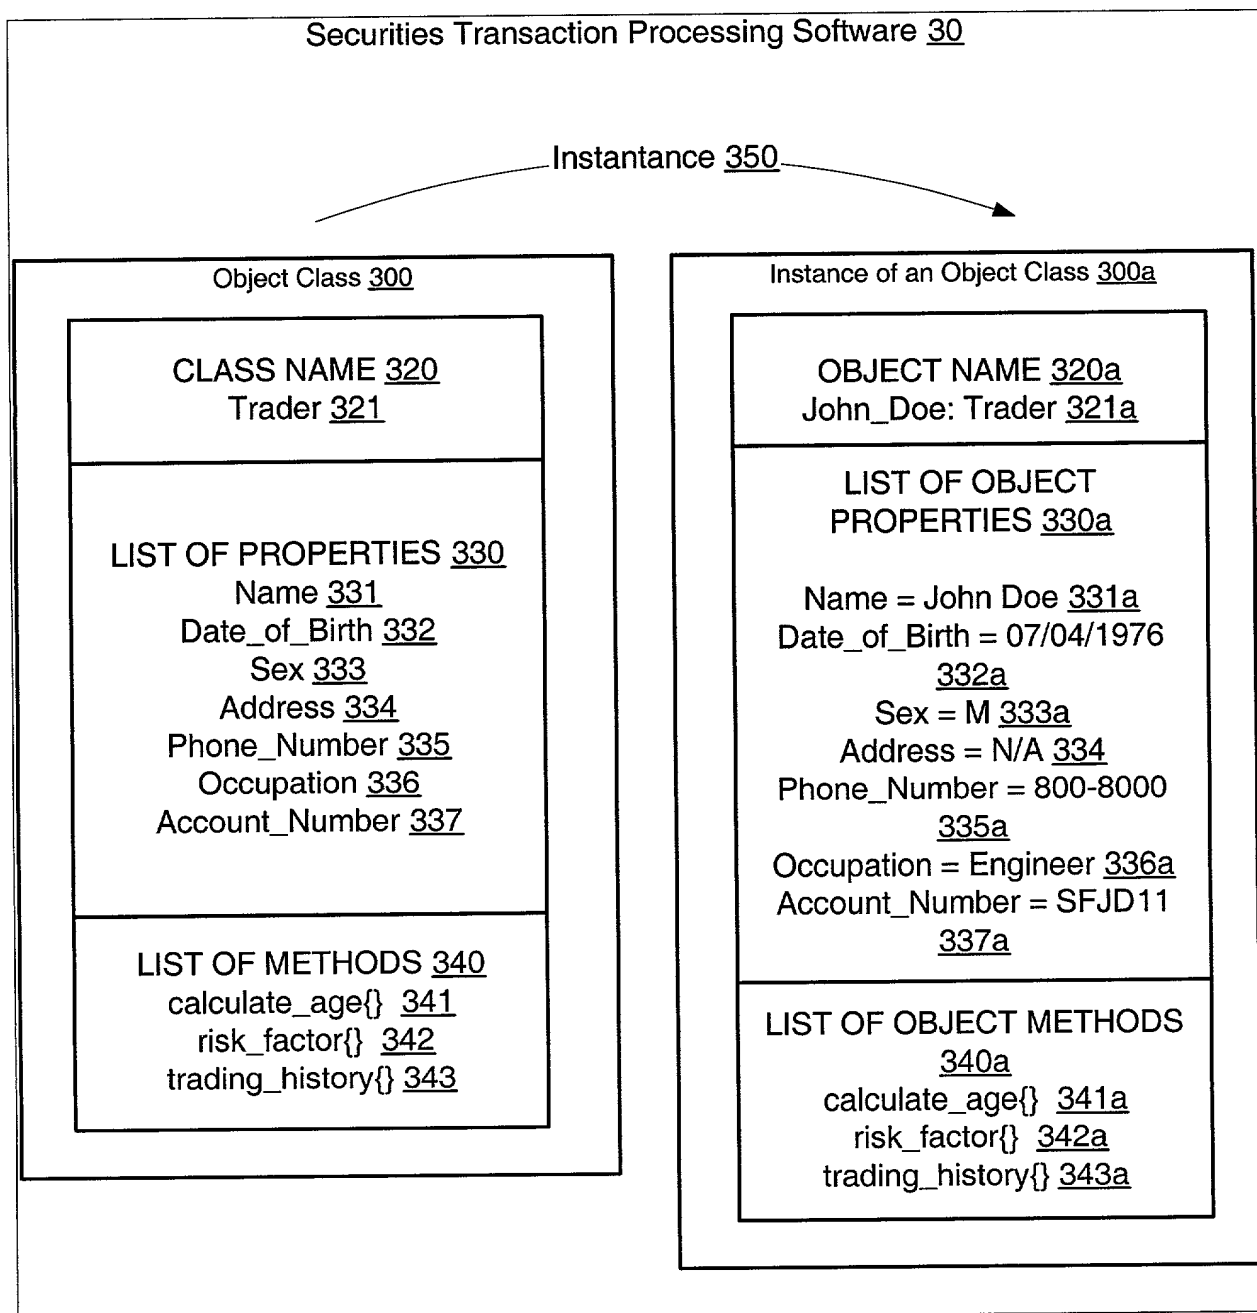 Securities Transaction Processing Software 30
Instantance 350
Object Class 300
CLASS NAME 320
Trader 321
LIST OF PROPERTIES 330
Name 331
Date_of_Birth 332
Sex 333
Address 334
Phone_Number 335
Occupation 336
Account_Number 337
LIST OF METHODS 340
calculate_age{} 341
risk_factor{} 342
trading_history{} 343
Instance of an Object Class 300a
OBJECT NAME 320a
John_Doe: Trader 321a
LIST OF OBJECT
PROPERTIES 330a
Name = John Doe 331a
Date_of_Birth = 07/04/1976
332a
Sex = M 333a
Address = N/A 334
Phone_Number = 800-8000
335a
Occupation = Engineer 336a
Account_Number = SFJD11
337a
LIST OF OBJECT METHODS
340a
calculate_age{} 341a
risk_factor{} 342a
trading_history{} 343a